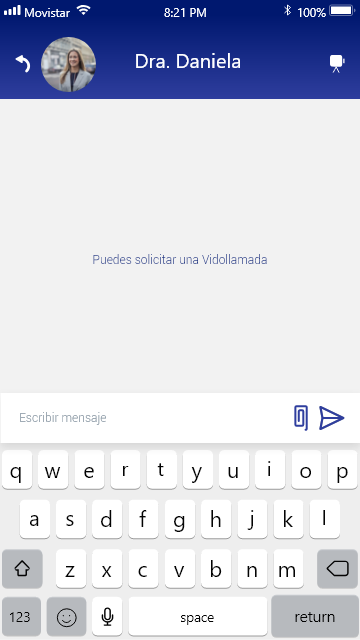 Movistar 8:21 PM 100%
Dra. Daniela
Puedes solicitar una Vidollamada
Escribir mensaje
q w e r t y u i o p
a s d f g h j k l
z x c v b n m
123 space return